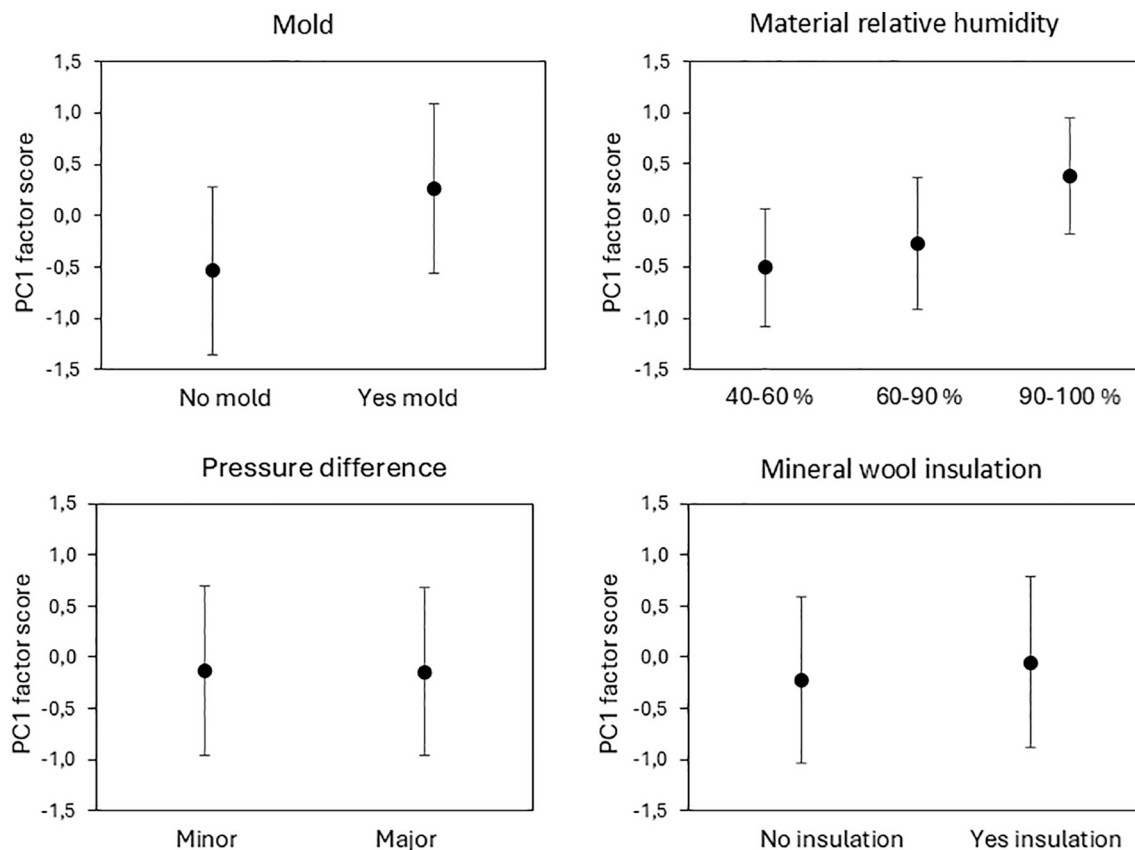 Mold
PC1 factor score
1,5
1,0
0,5
0,0
-0,5
-1,0
-1,5
No mold Yes mold
Material relative humidity
PC1 factor score
1,5
1,0
0,5
0,0
-0,5
-1,0
-1,5
40-60 % 60-90 % 90-100 %
Pressure difference
PC1 factor score
1,5
1,0
0,5
0,0
-0,5
-1,0
-1,5
Minor Major
Mineral wool insulation
PC1 factor score
1,5
1,0
0,5
0,0
-0,5
-1,0
-1,5
No insulation Yes insulation